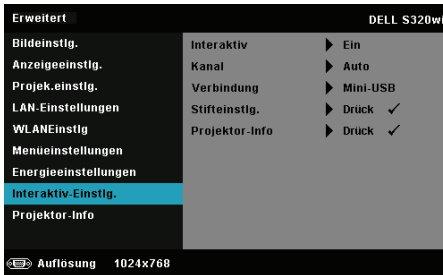 Erweitert DELL S320wi
Bildeinstlg.
Anzeigeeinstlg.
Projek.einstlg.
LAN-Einstellungen
WLANEinstlg
Menüeinstellungen
Energieeinstellungen
Interaktiv-Einstlg.
Projektor-Info
Interaktiv Ein
Kanal Auto
Verbindung Mini-USB
Stifteinstlg. Drück ✓
Projektor-Info Drück ✓
Auflösung 1024x768